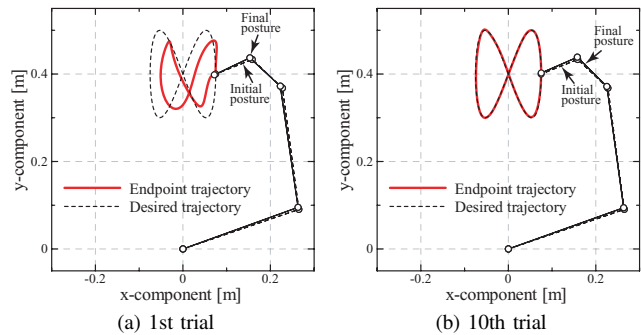 Final
posture
0.4
Initial
posture
0.2
Endpoint trajectory
Desired trajectory
0
-0.2
0
0.2
x-component [m]
y-component [m]
(a) 1st trial
Final
posture
0.4
Initial
posture
0.2
Endpoint trajectory
Desired trajectory
0
-0.2
0
0.2
x-component [m]
y-component [m]
(b) 10th trial